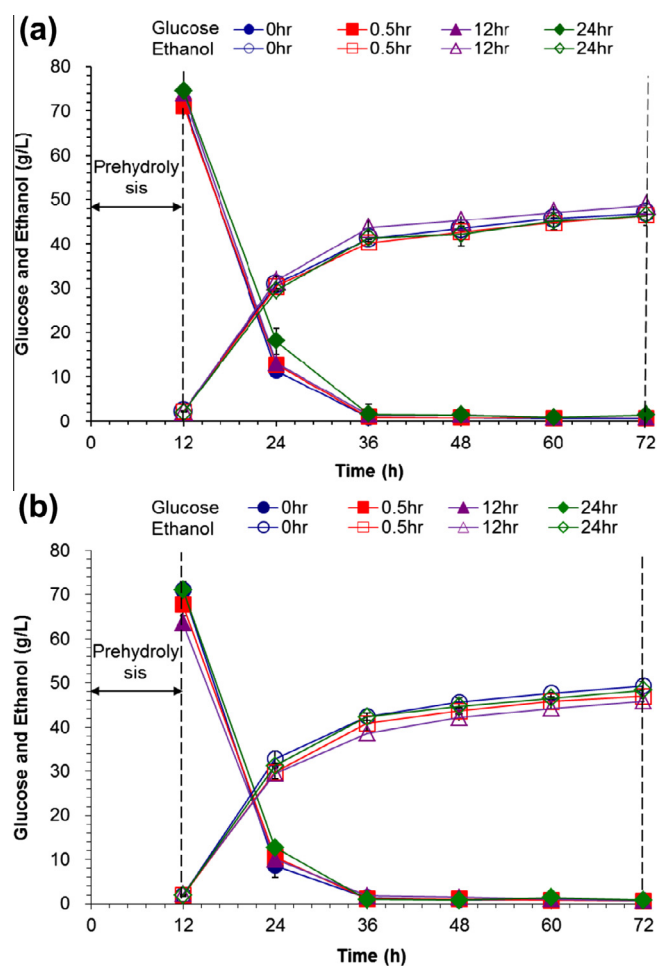 (a)
Glucose 0hr 0.5hr 12hr 24hr
Ethanol 0hr 0.5hr 12hr 24hr
80
70
60
50
40
30
20
10
0
Glucose and Ethanol (g/L)
Prehydroly
sis
0 12 24 36 48 60 72
Time (h)
(b)
Glucose 0hr 0.5hr 12hr 24hr
Ethanol 0hr 0.5hr 12hr 24hr
80
70
60
50
40
30
20
10
0
Glucose and Ethanol (g/L)
Prehydroly
sis
0 12 24 36 48 60 72
Time (h)